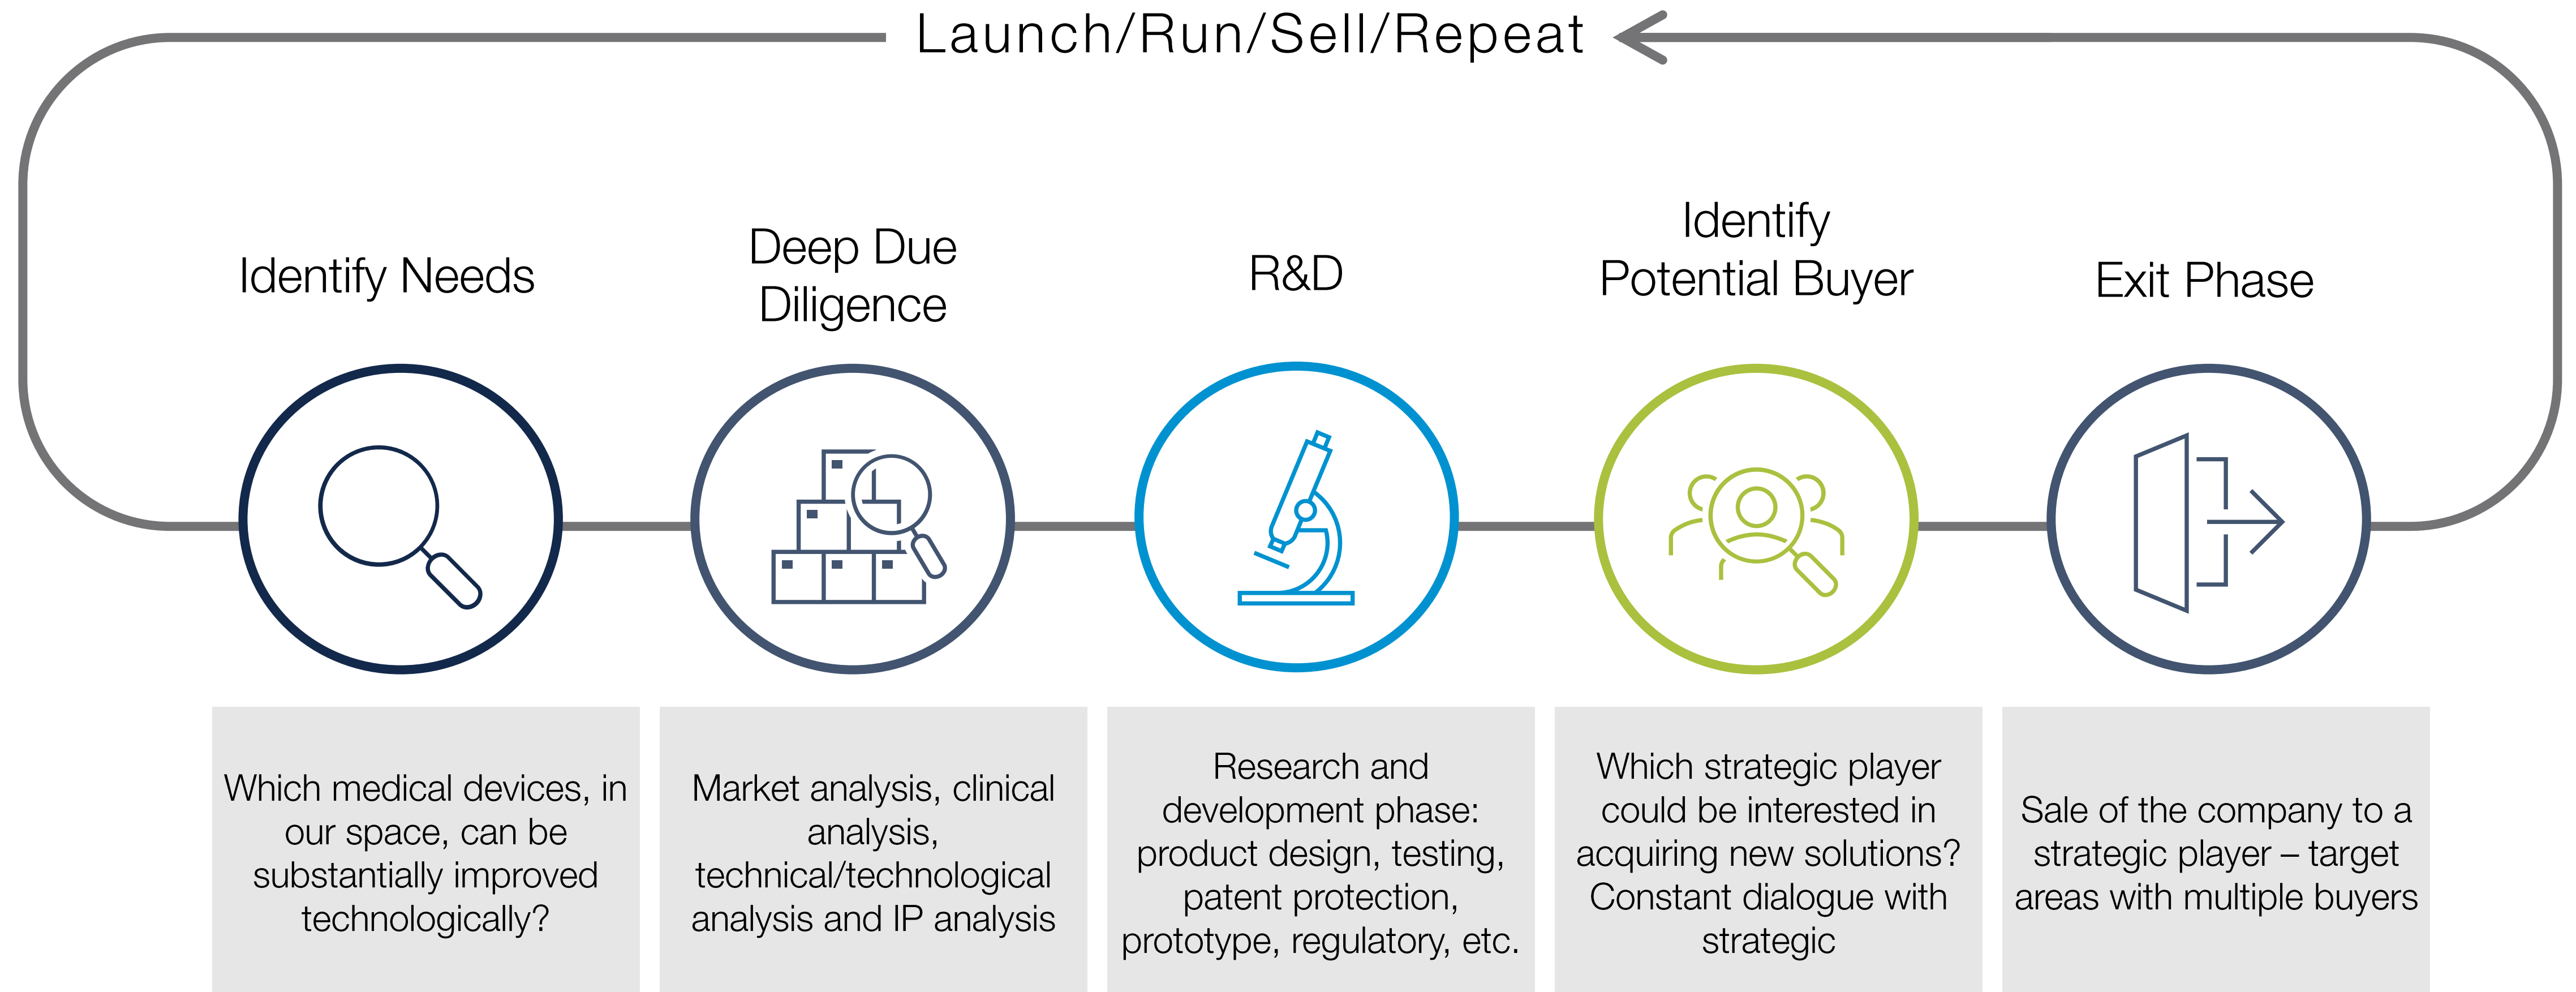 Launch/Run/Sell/Repeat
Identify Needs
Deep Due
Diligence
R&D
Identify
Potential Buyer
Exit Phase
Which medical devices, in
our space, can be
substantially improved
technologically?
Market analysis, clinical
analysis,
technical/technological
analysis and IP analysis
Research and
development phase:
product design, testing,
patent protection,
prototype, regulatory, etc.
Which strategic player
could be interested in
acquiring new solutions?
Constant dialogue with
strategic
Sale of the company to a
strategic player – target
areas with multiple buyers